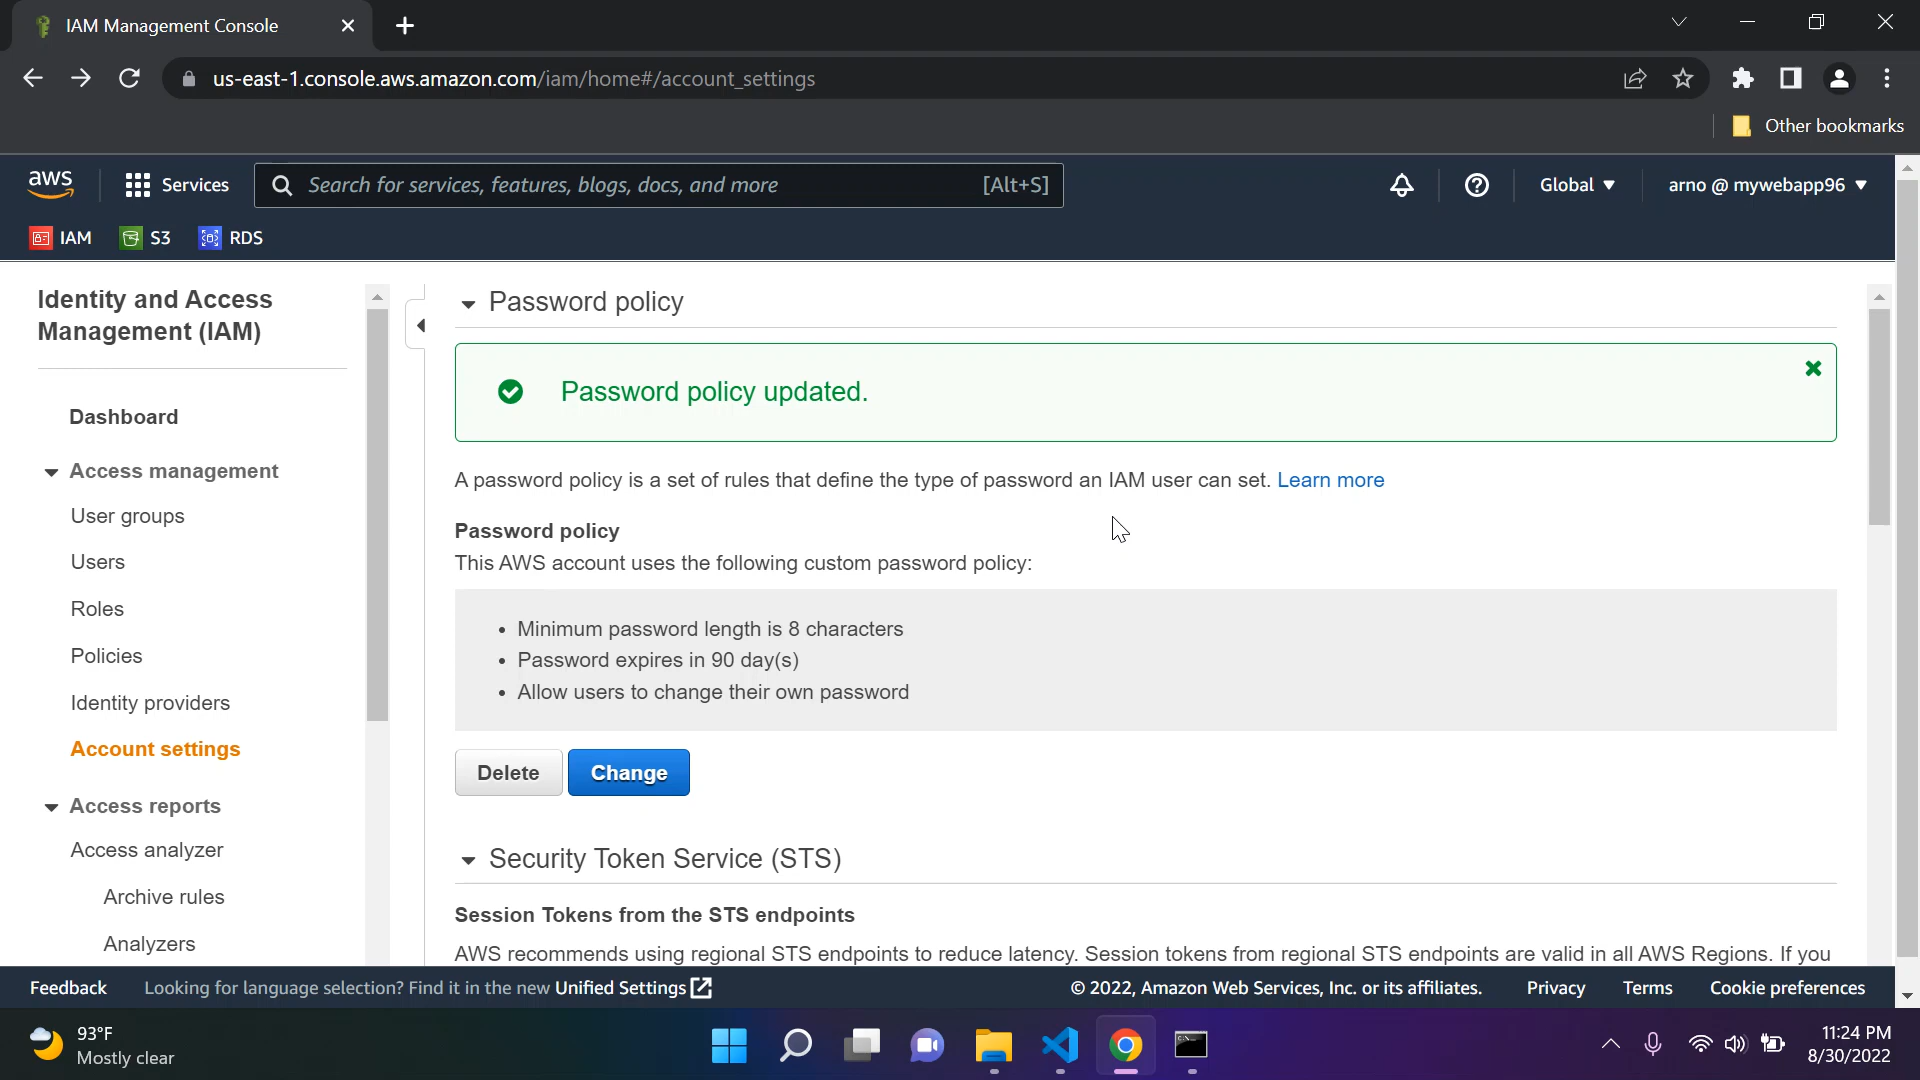 IAM Management Console
us-east-1.console.aws.amazon.com/iam/home#/account_settings
Other bookmarks
aws
Services
Search for services, features, blogs, docs, and more
[Alt+S]
Global
arno @ mywebapp96
IAM
S3
RDS
Identity and Access
Management (IAM)
Dashboard
Access management
User groups
Users
Roles
Policies
Identity providers
Account settings
Access reports
Access analyzer
Archive rules
Analyzers
Password policy
Password policy updated.
A password policy is a set of rules that define the type of password an IAM user can set. Learn more
Password policy
This AWS account uses the following custom password policy:
• Minimum password length is 8 characters
• Password expires in 90 day(s)
• Allow users to change their own password
Delete
Change
Security Token Service (STS)
Session Tokens from the STS endpoints
AWS recommends using regional STS endpoints to reduce latency. Session tokens from regional STS endpoints are valid in all AWS Regions. If you
Feedback
Looking for language selection? Find it in the new Unified Settings
© 2022, Amazon Web Services, Inc. or its affiliates.
Privacy
Terms
Cookie preferences
93°F
Mostly clear
11:24 PM
8/30/2022